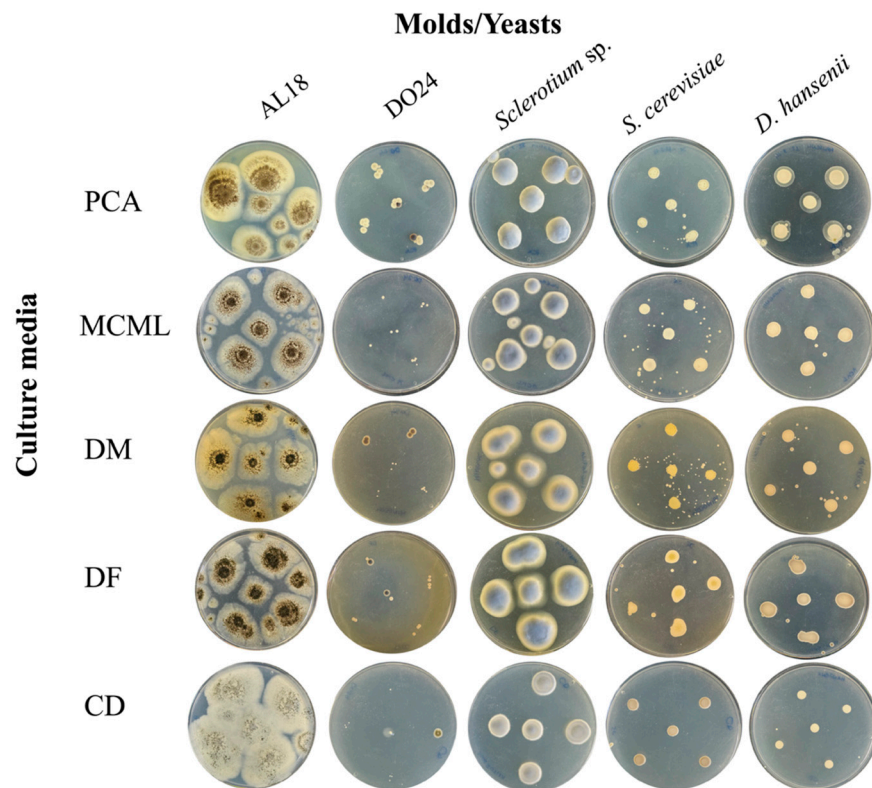 Molds/Yeasts
AL18
DO24
Sclerotium sp.
S. cerevisiae
D. hansenii
Culture media
PCA
MCML
DM
DF
CD